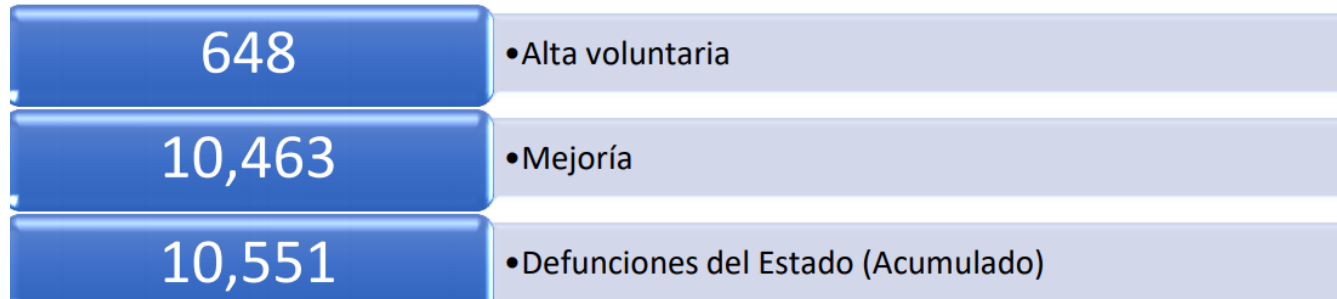 648
•Alta voluntaria
10,463
•Mejoría
10,551
•Defunciones del Estado (Acumulado)